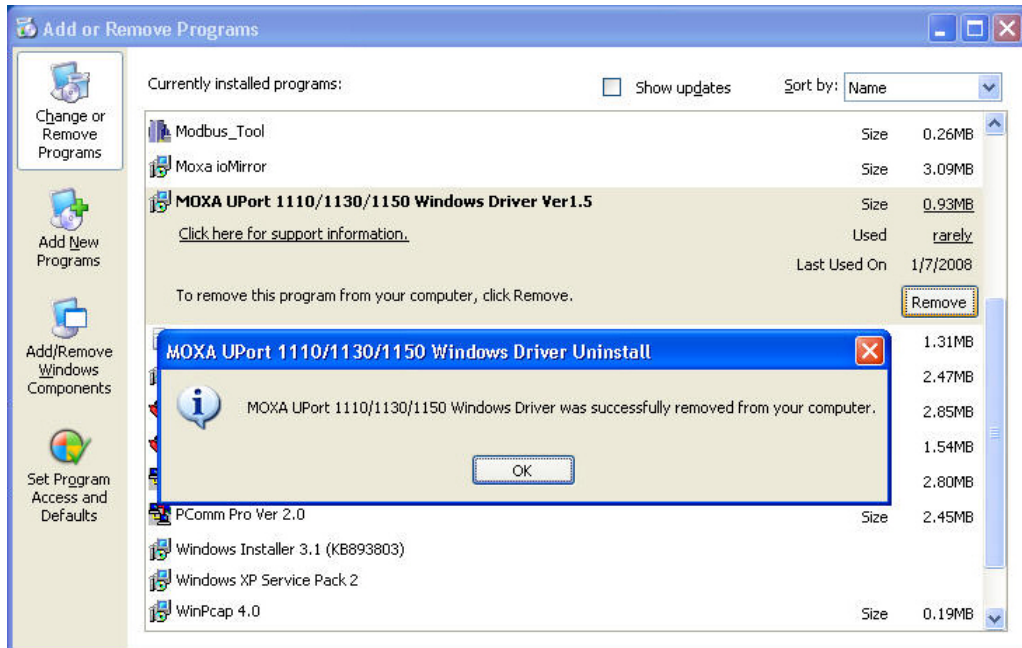 Add or Remove Programs
Change or
Remove
Programs
Add New
Programs
Add/Remove
Windows
Components
Set Program
Access and
Defaults
Currently installed programs:
Show updates
Sort by: Name
Modbus_Tool Size 0.26MB
Moxa ioMirror Size 3.09MB
MOXA UPort 1110/1130/1150 Windows Driver Ver1.5 Size 0.93MB
Click here for support information. Used rarely
Last Used On 1/7/2008
To remove this program from your computer, click Remove. Remove
1.31MB
2.47MB
2.85MB
1.54MB
2.80MB
MOXA UPort 1110/1130/1150 Windows Driver Uninstall
MOXA UPort 1110/1130/1150 Windows Driver was successfully removed from your computer.
OK
PComm Pro Ver 2.0 Size 2.45MB
Windows Installer 3.1 (KB893803)
Windows XP Service Pack 2
WinPcap 4.0 Size 0.19MB